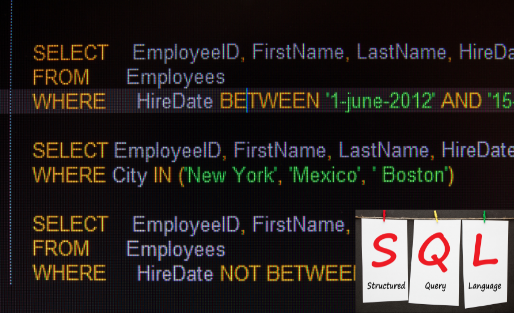 SELECT EmployeeID, FirstName, LastName, HireDa
FROM Employees
WHERE HireDate BETWEEN '1-june-2012' AND '15-
SELECT EmployeeID, FirstName, LastName, HireDate
WHERE City IN ('New York', 'Mexico', ' Boston')
SELECT EmployeeID, FirstName,
FROM Employees
WHERE HireDate NOT BETWEE
S Q L
Structured Query Language